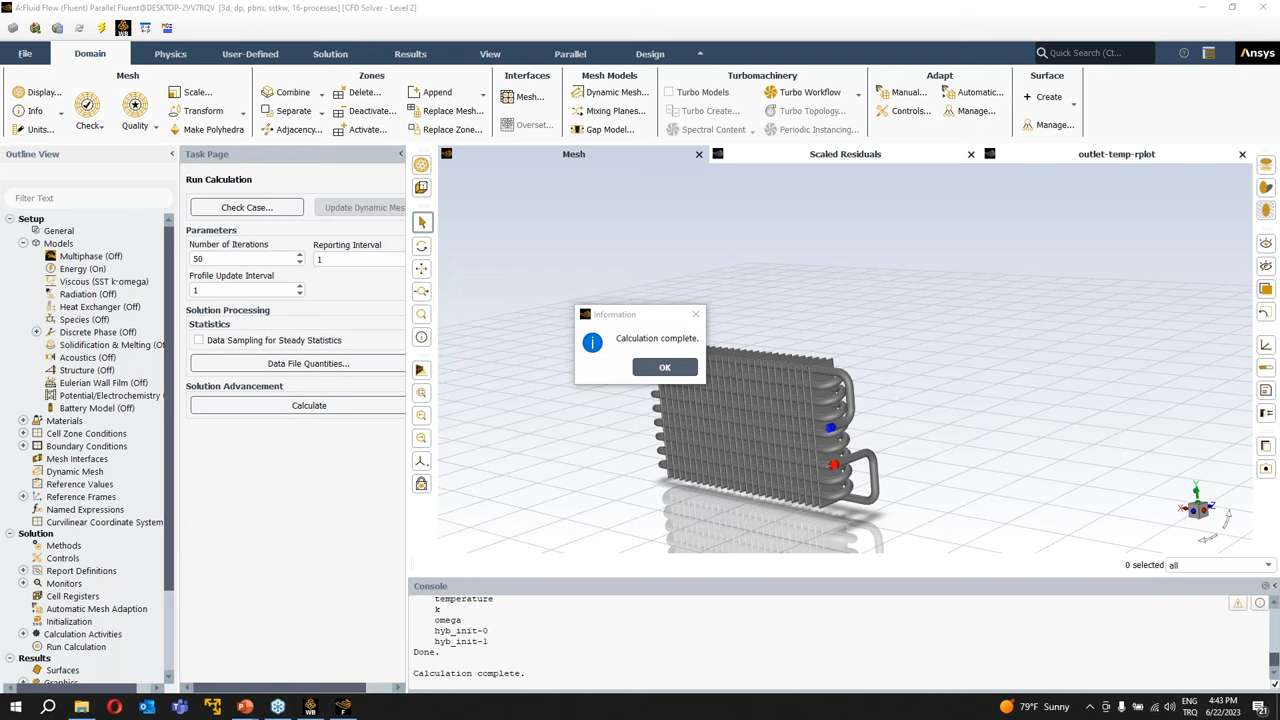 A:Fluid Flow (Fluent) Parallel Fluent@DESKTOP-2VV7RQV [3d, dp, pbns, sstkw, 16-processes] [CFD Solver - Level 2]
File
Domain
Physics
User-Defined
Solution
Results
View
Parallel
Design
Quick Search (Ct...
Ansys
Mesh
Zones
Interfaces
Mesh Models
Turbomachinery
Adapt
Surface
Display...
Scale...
Combine
Delete...
Append
Mesh...
Dynamic Mesh...
Turbo Models
Turbo Workflow
Manual...
Automatic...
Create
Info
Transform
Separate
Deactivate...
Replace Mesh...
Mixing Planes...
Turbo Create...
Turbo Topology...
Controls...
Manage...
Units...
Check
Quality
Make Polyhedra
Adjacency...
Activate...
Replace Zone...
Overset...
Gap Model...
Spectral Content
Periodic Instancing...
Manage...
Outline View
Task Page
Mesh
Scaled Residuals
outlet-temp-rplot
Filter Text
Setup
General
Models
Multiphase (Off)
Energy (On)
Viscous (SST k-omega)
Radiation (Off)
Heat Exchanger (Off)
Species (Off)
Discrete Phase (Off)
Solidification & Melting (O
Acoustics (Off)
Structure (Off)
Eulerian Wall Film (Off)
Potential/Electrochemistry
Battery Model (Off)
Materials
Cell Zone Conditions
Boundary Conditions
Mesh Interfaces
Dynamic Mesh
Reference Values
Reference Frames
Named Expressions
Curvilinear Coordinate System
Solution
Methods
Controls
Report Definitions
Monitors
Cell Registers
Automatic Mesh Adaption
Initialization
Calculation Activities
Run Calculation
Results
Surfaces
Graphics
Run Calculation
Check Case...
Update Dynamic Mes
Parameters
Number of Iterations
Reporting Interval
50
1
Profile Update Interval
1
Solution Processing
Statistics
Data Sampling for Steady Statistics
Data File Quantities...
Solution Advancement
Calculate
Information
Calculation complete.
OK
Y
X
Z
0 selected
all
Console
temperature
k
omega
hyb_init-0
hyb_init-1
Done.
Calculation complete.
79°F Sunny
ENG
TRQ
4:43 PM
6/22/2023
21